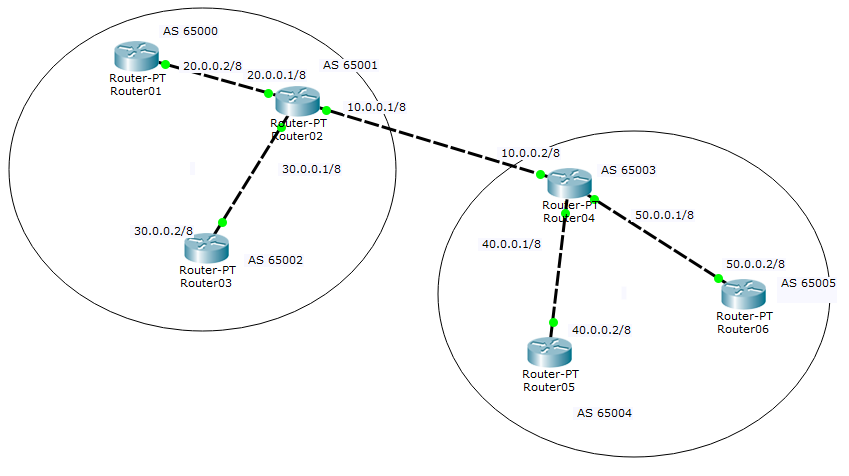 AS 65000
20.0.0.2/8
Router-PT
Router01
20.0.0.1/8
AS 65001
10.0.0.1/8
Router-PT
Router02
30.0.0.1/8
30.0.0.2/8
Router-PT
Router03
AS 65002
10.0.0.2/8
AS 65003
Router-PT
Router04
50.0.0.1/8
40.0.0.1/8
50.0.0.2/8
AS 65005
Router-PT
Router06
40.0.0.2/8
Router-PT
Router05
AS 65004